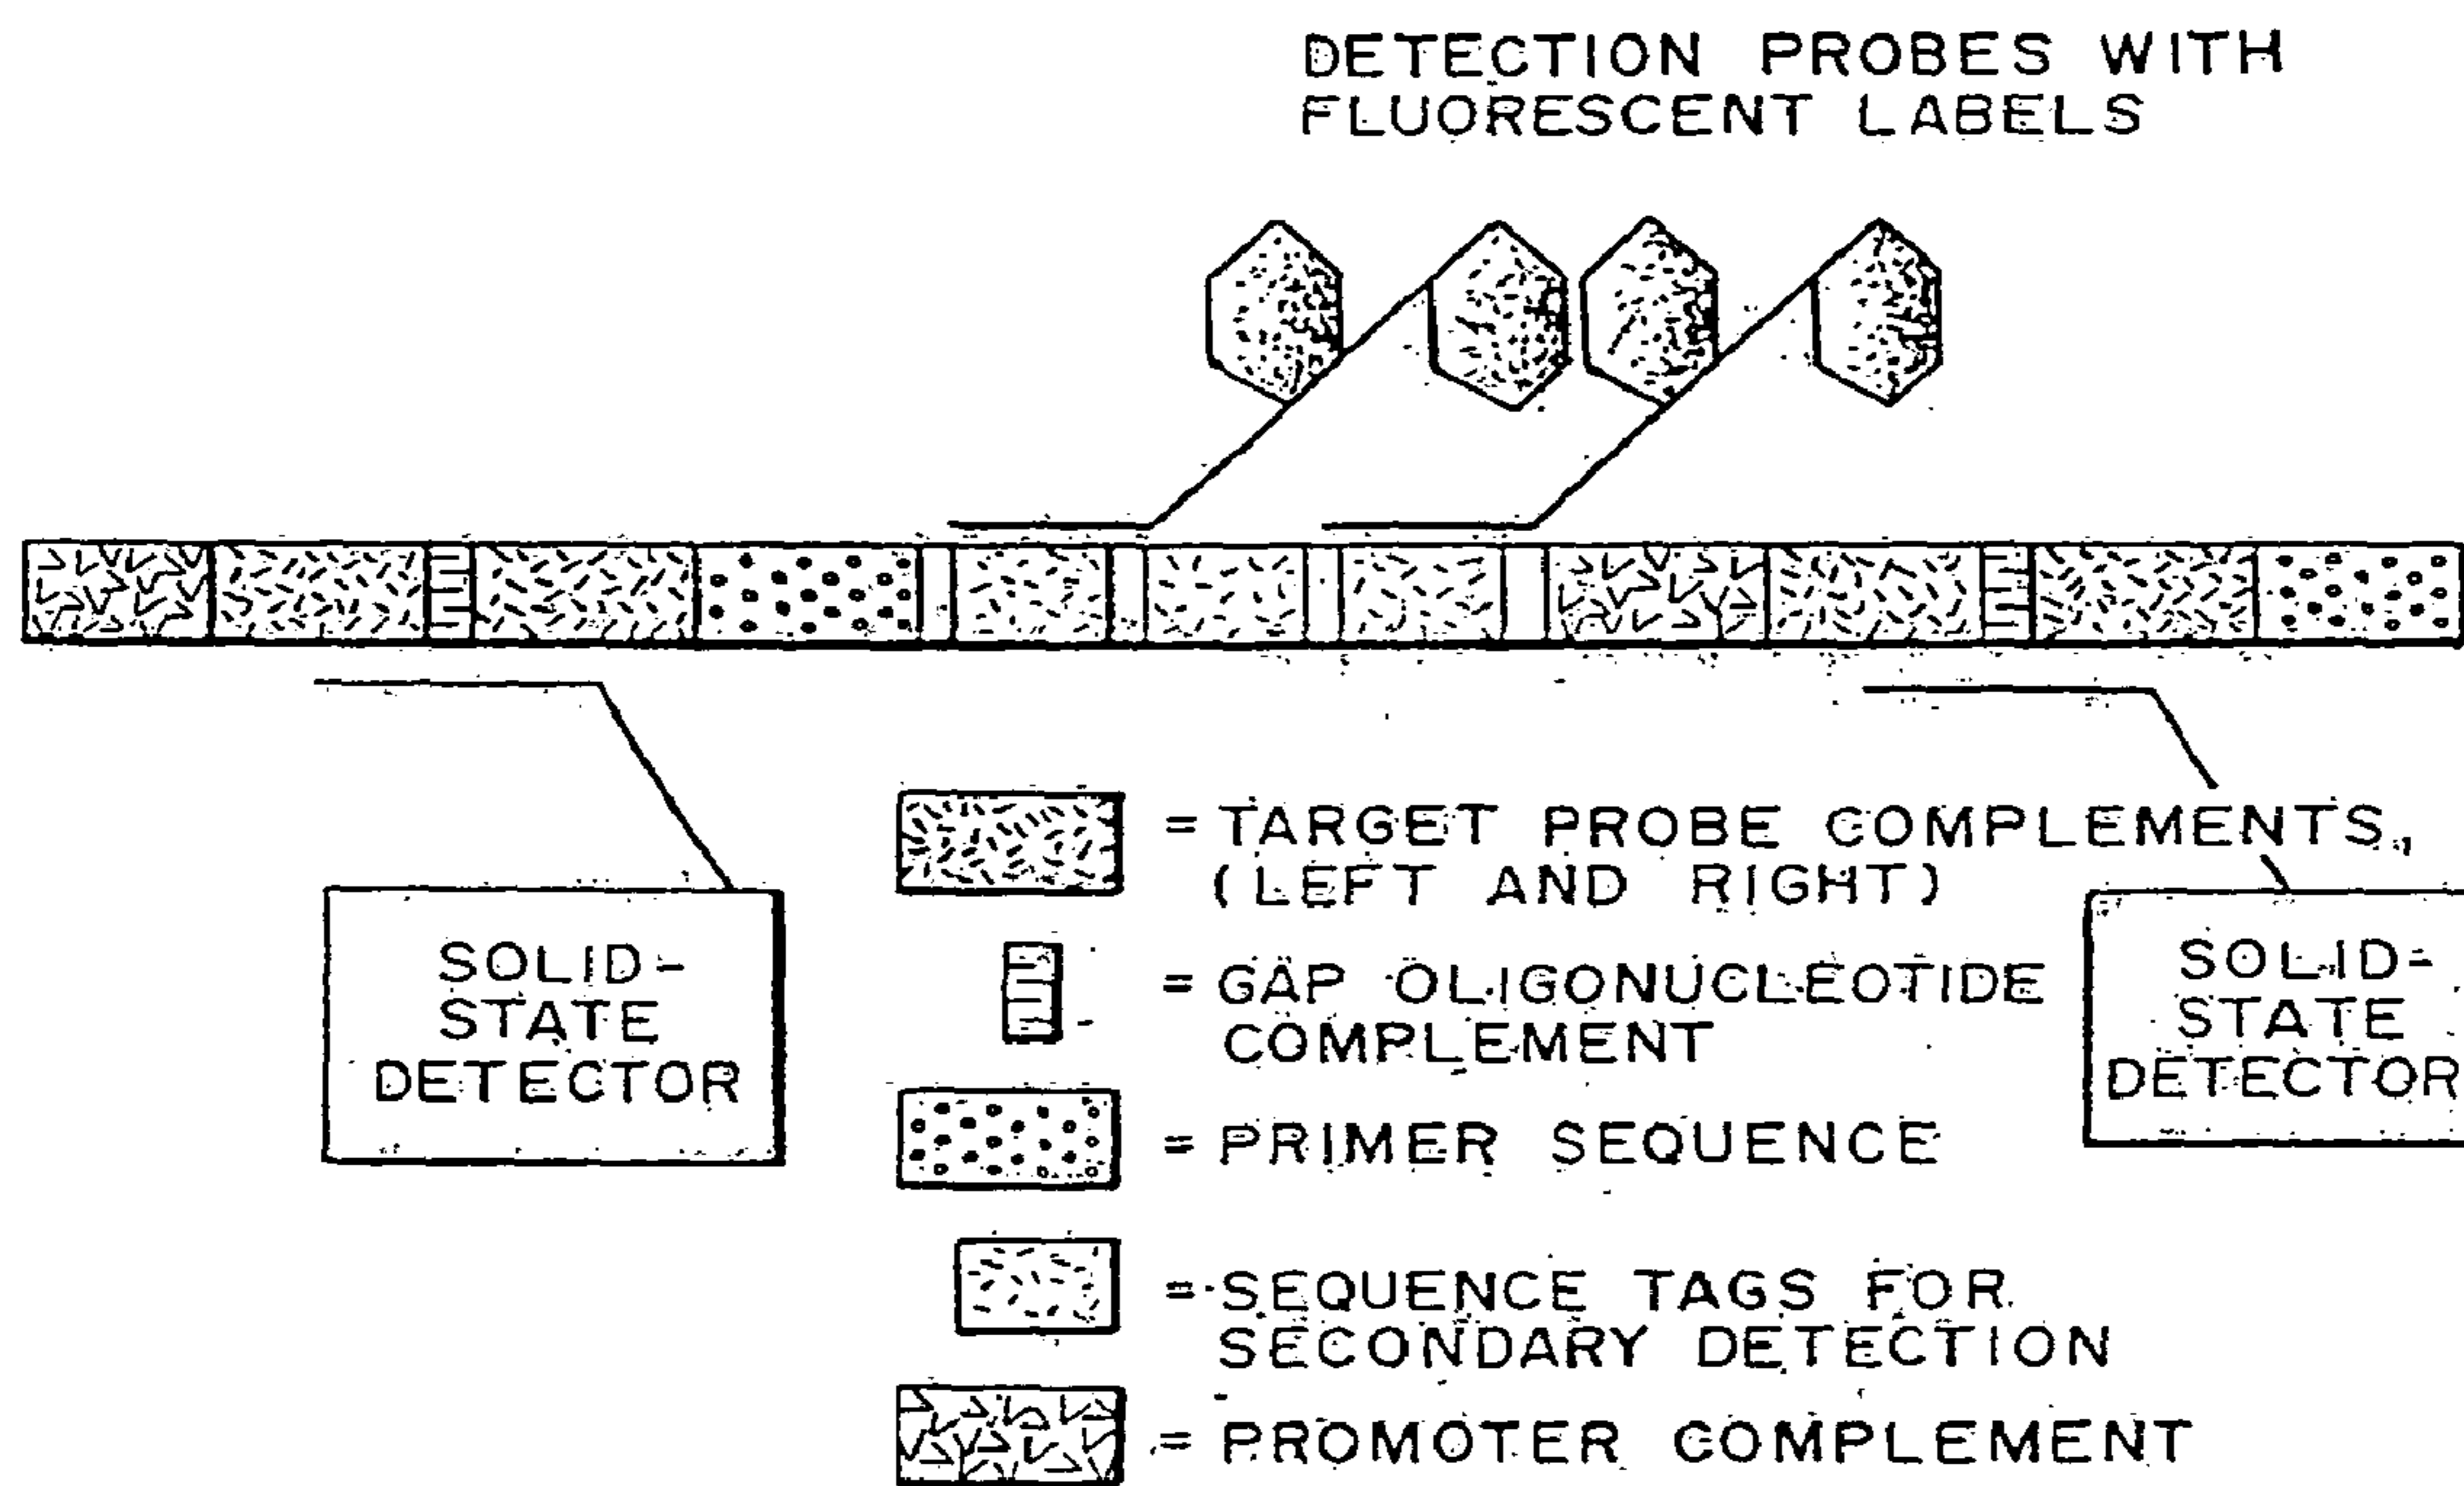 DETECTION PROBES WITH
FLUORESCENT LABELS
SOLID-
STATE
DETECTOR
= TARGET PROBE COMPLEMENTS,
(LEFT AND RIGHT)
= GAP OLIGONUCLEOTIDE
COMPLEMENT
= PRIMER SEQUENCE
= SEQUENCE TAGS FOR
SECONDARY DETECTION
= PROMOTER COMPLEMENT
SOLID-
STATE
DETECTOR